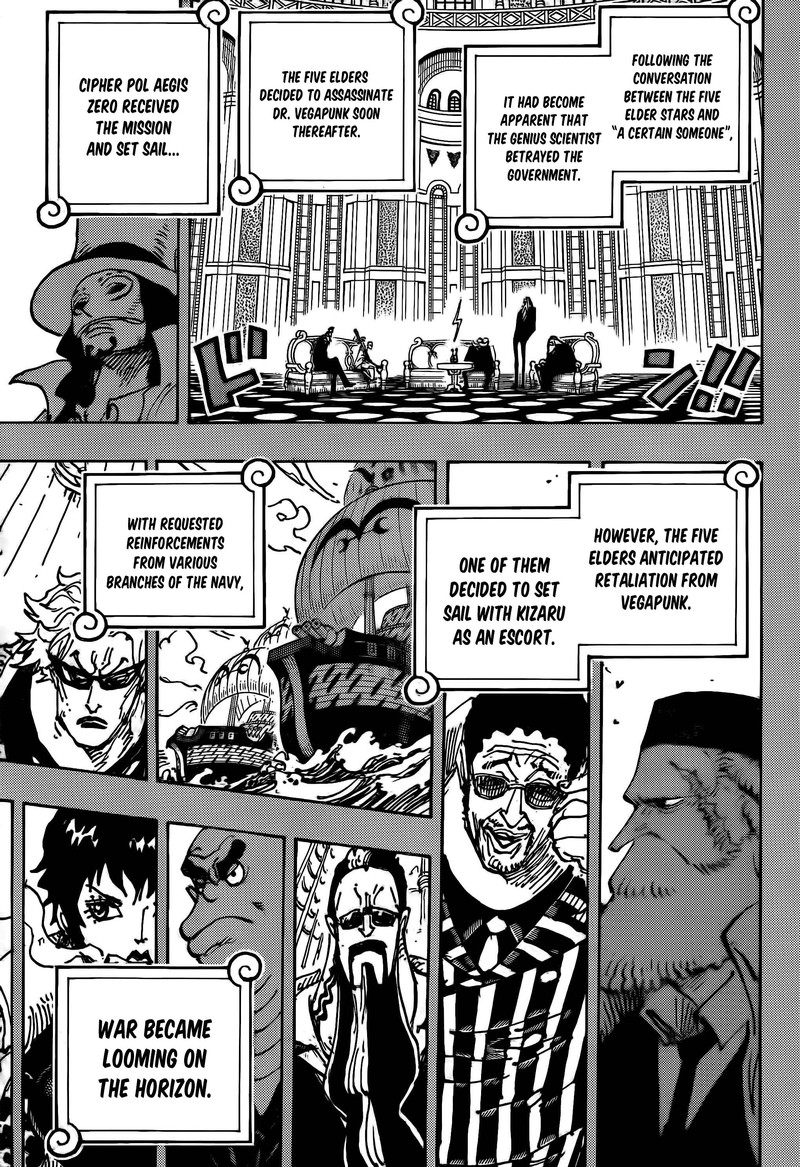 FOLLOWING THE
CONVERSATION
BETWEEN THE FIVE
ELDER STARS AND
"A CERTAIN SOMEONE",
IT HAD BECOME
APPARENT THAT
THE GENIUS SCIENTIST
BETRAYED THE
GOVERNMENT.
THE FIVE ELDERS
DECIDED TO ASSASSINATE
DR. VEGAPUNK SOON
THEREAFTER.
CIPHER POL AEGIS
ZERO RECEIVED
THE MISSION
AND SET SAIL...
ドン!!
HOWEVER, THE FIVE
ELDERS ANTICIPATED
RETALIATION FROM
VEGAPUNK.
ONE OF THEM
DECIDED TO SET
SAIL WITH KIZARU
AS AN ESCORT.
WITH REQUESTED
REINFORCEMENTS
FROM VARIOUS
BRANCHES OF THE NAVY,
WAR BECAME
LOOMING ON
THE HORIZON.